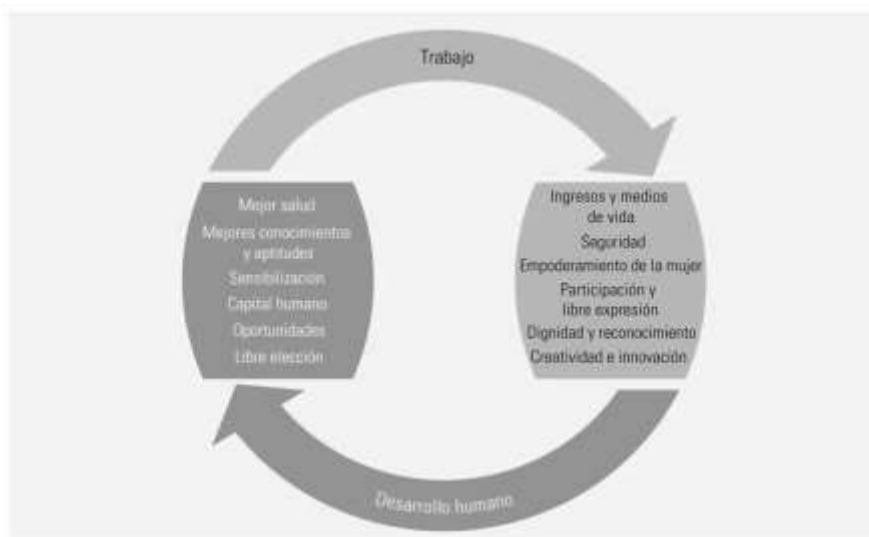 Trabajo
Mejor salud
Mejores conocimientos
y aptitudes
Sensibilización
Capital humano
Oportunidades
Libre elección
Ingresos y medios
de vida
Seguridad
Empoderamiento de la mujer
Participación y
libre expresión
Dignidad y reconocimiento
Creatividad e innovación
Desarrollo humano